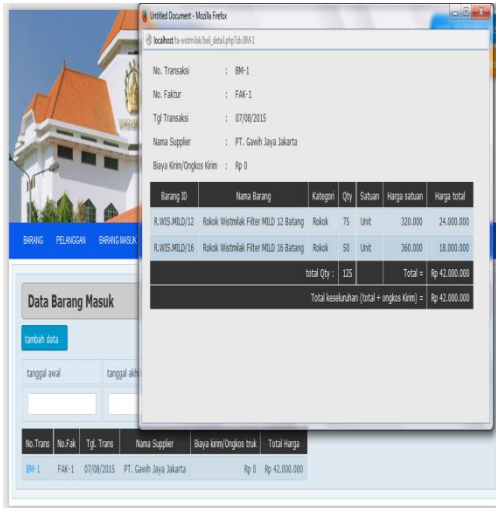 Untitled Document - Mozilla Firefox
localhost/ta-wistmilak/beli_detail.php?id=BM-1
No. Transaksi : BM-1
No. Faktur : FAK-1
Tgl Transaksi : 07/08/2015
Nama Supplier : PT. Gawih Jaya Jakarta
Biaya Kirim/Ongkos Kirim : Rp 0
Barang ID Nama Barang Kategori Qty Satuan Harga satuan Harga total
R.WIS.MILD/12 Rokok Wistmilak Filter MILD 12 Batang Rokok 75 Unit 320.000 24.000.000
R.WIS.MILD/16 Rokok Wistmilak Filter MILD 16 Batang Rokok 50 Unit 360.000 18.000.000
total Qty : 125 Total = Rp 42.000.000
Total keseluruhan (total + ongkos Kirim) = Rp 42.000.000
BARANG PELANGGAN BARANG MASUK
Data Barang Masuk
tambah data
tanggal awal tanggal akh
No.Trans No.Fak Tgl. Trans Nama Supplier Biaya kirim/Ongkos truk Total Harga
BM-1 FAK-1 07/08/2015 PT. Gawih Jaya Jakarta Rp 0 Rp 42.000.000